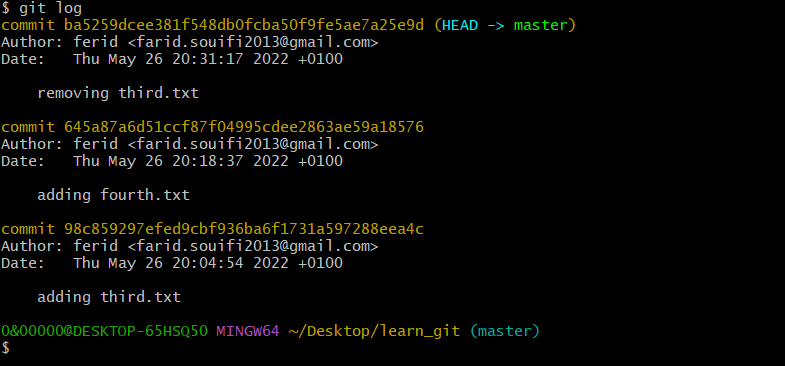 $ git log
commit ba5259dcee381f548db0fcba50f9fe5ae7a25e9d (HEAD -> master)
Author: ferid <farid.souifi2013@gmail.com>
Date:   Thu May 26 20:31:17 2022 +0100
removing third.txt
commit 645a87a6d51ccf87f04995cdee2863ae59a18576
Author: ferid <farid.souifi2013@gmail.com>
Date:   Thu May 26 20:18:37 2022 +0100
adding fourth.txt
commit 98c859297efed9cbf936ba6f1731a597288eea4c
Author: ferid <farid.souifi2013@gmail.com>
Date:   Thu May 26 20:04:54 2022 +0100
adding third.txt
0&00000@DESKTOP-65HSQ50 MINGW64 ~/Desktop/learn_git (master)
$